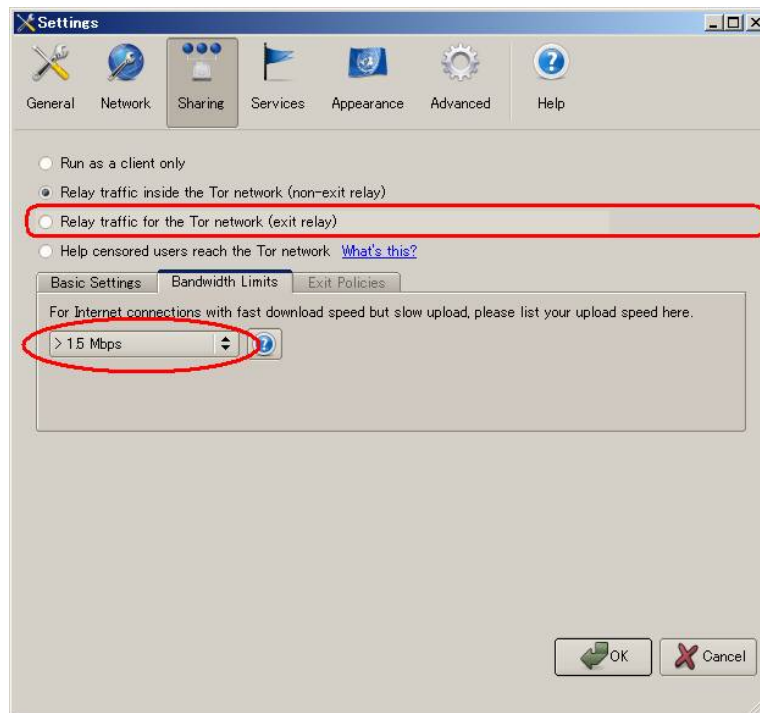 Settings
General Network Sharing Services Appearance Advanced Help
Run as a client only
Relay traffic inside the Tor network (non-exit relay)
Relay traffic for the Tor network (exit relay)
Help censored users reach the Tor network What's this?
Basic Settings Bandwidth Limits Exit Policies
For Internet connections with fast download speed but slow upload, please list your upload speed here.
> 1.5 Mbps
OK Cancel